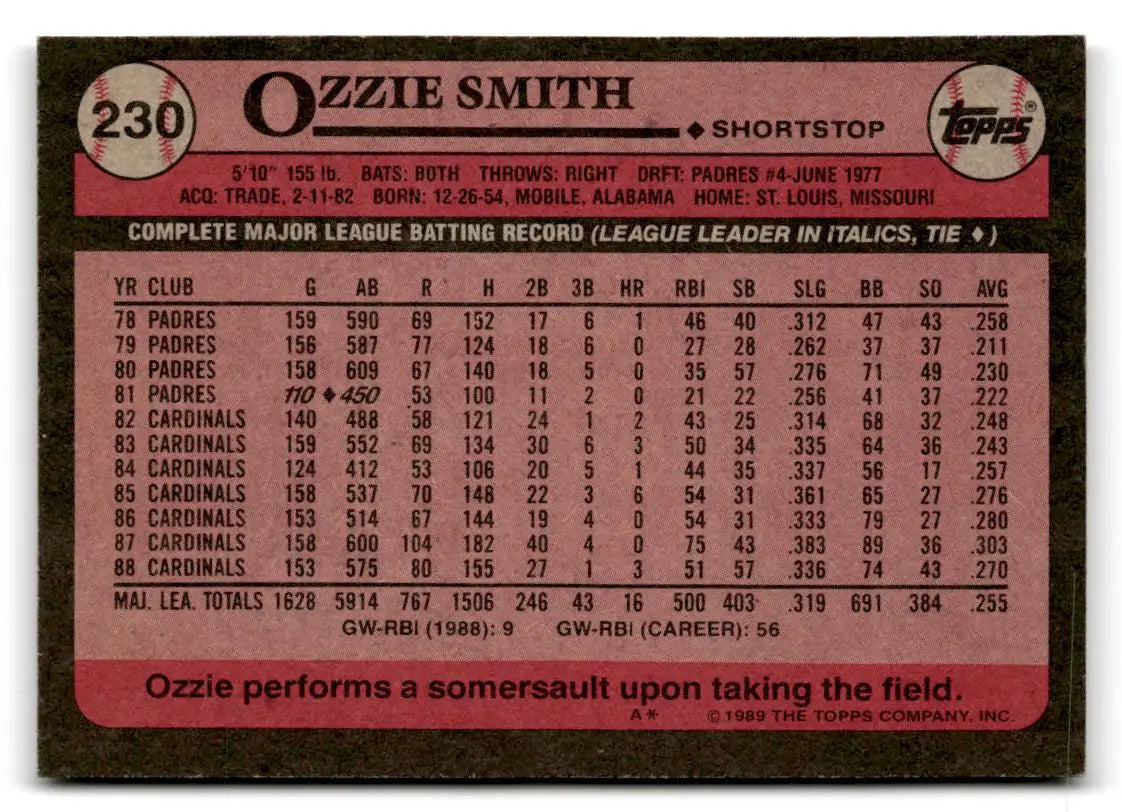 230
OZZIE SMITH
♦ SHORTSTOP
topps®
5'10" 155 lb. BATS: BOTH THROWS: RIGHT DRFT: PADRES #4-JUNE 1977
ACQ: TRADE, 2-11-82 BORN: 12-26-54, MOBILE, ALABAMA HOME: ST. LOUIS, MISSOURI
COMPLETE MAJOR LEAGUE BATTING RECORD (LEAGUE LEADER IN ITALICS, TIE ♦)
YR CLUB G AB R H 2B 3B HR RBI SB SLG BB SO AVG
78 PADRES 159 590 69 152 17 6 1 46 40 .312 47 43 .258
79 PADRES 156 587 77 124 18 6 0 27 28 .262 37 37 .211
80 PADRES 158 609 67 140 18 5 0 35 57 .276 71 49 .230
81 PADRES 110 ♦450 53 100 11 2 0 21 22 .256 41 37 .222
82 CARDINALS 140 488 58 121 24 1 2 43 25 .314 68 32 .248
83 CARDINALS 159 552 69 134 30 6 3 50 34 .335 64 36 .243
84 CARDINALS 124 412 53 106 20 5 1 44 35 .337 56 17 .257
85 CARDINALS 158 537 70 148 22 3 6 54 31 .361 65 27 .276
86 CARDINALS 153 514 67 144 19 4 0 54 31 .333 79 27 .280
87 CARDINALS 158 600 104 182 40 4 0 75 43 .383 89 36 .303
88 CARDINALS 153 575 80 155 27 1 3 51 57 .336 74 43 .270
MAJ. LEA. TOTALS 1628 5914 767 1506 246 43 16 500 403 .319 691 384 .255
GW-RBI (1988): 9 GW-RBI (CAREER): 56
Ozzie performs a somersault upon taking the field.
A* © 1989 THE TOPPS COMPANY, INC.